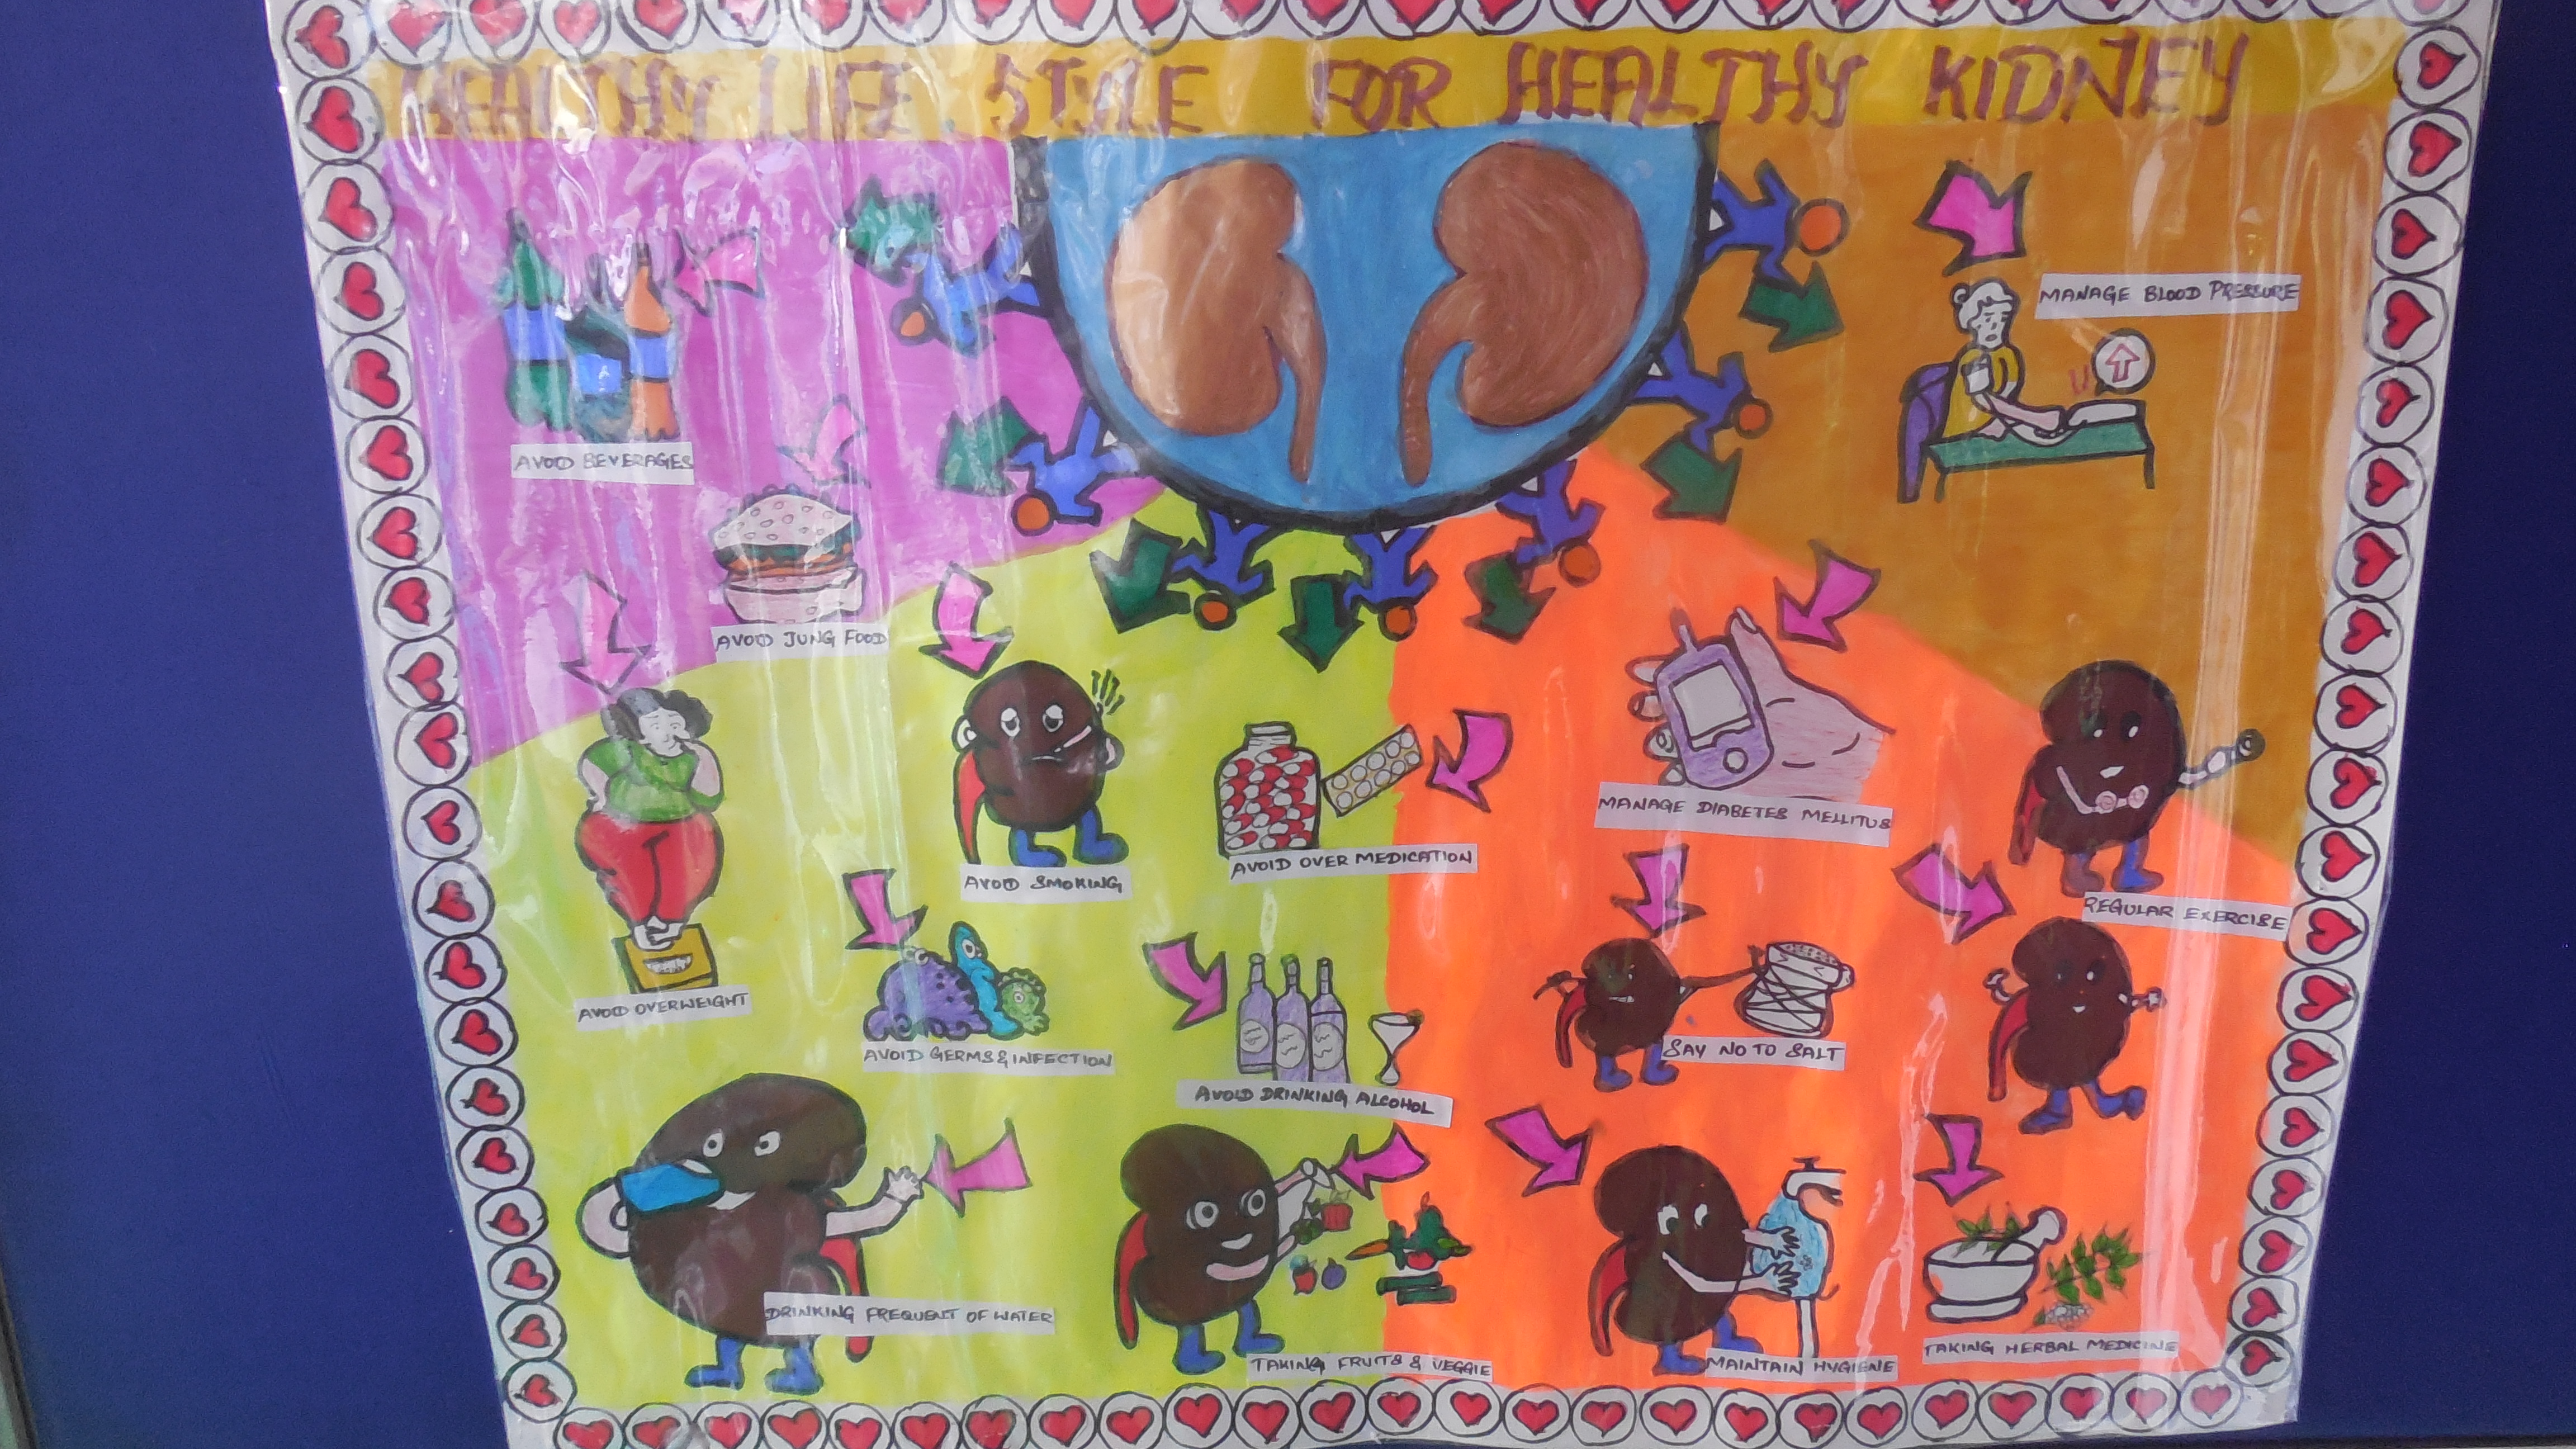 HEALTHY LIFE STYLE FOR HEALTHY KIDNEY
MANAGE BLOOD PRESSURE
AVOID BEVERAGES
AVOID JUNG FOOD
MANAGE DIABETES MELLITUS
AVOID OVER MEDICATION
AVOID SMOKING
REGULAR EXERCISE
AVOID OVERWEIGHT
AVOID GERMS & INFECTION
SAY NO TO SALT
AVOID DRINKING ALCOHOL
DRINKING FREQUENT OF WATER
TAKING FRUITS & VEGGIE
MAINTAIN HYGIENE
TAKING HERBAL MEDICINE